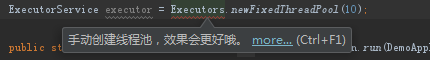 ExecutorService executor = Executors.newFixedThreadPool(10);
手动创建线程池，效果会更好哦。 more... (Ctrl+F1)
public st
n.run(DemoAppl